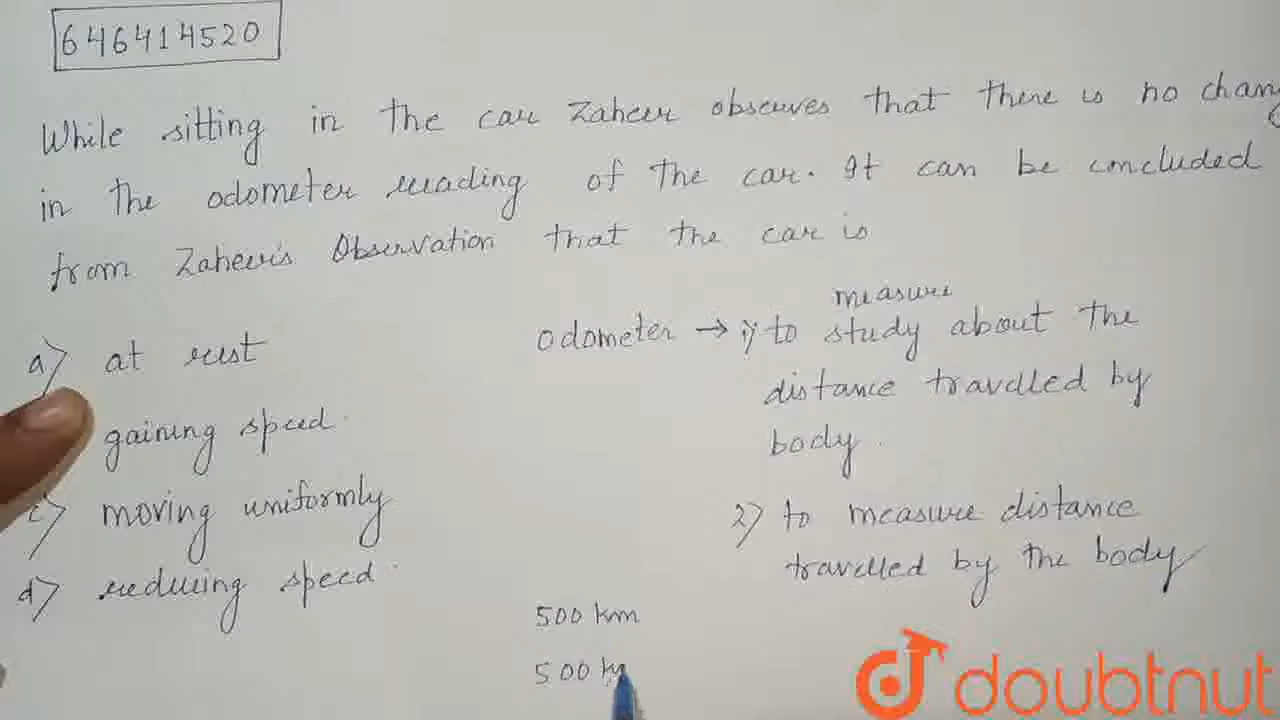 646414520
While sitting in the car Zaheer observes that there is no chang
in the odometer reading of the car. It can be concluded
from Zaheer's Observation that the car is
measure
odometer → 1) to study about the
a) at rest
distance travelled by
gaining speed.
body.
c) moving uniformly
2) to measure distance
travelled by the body
d) reducing speed.
500 km
500
doubtnut